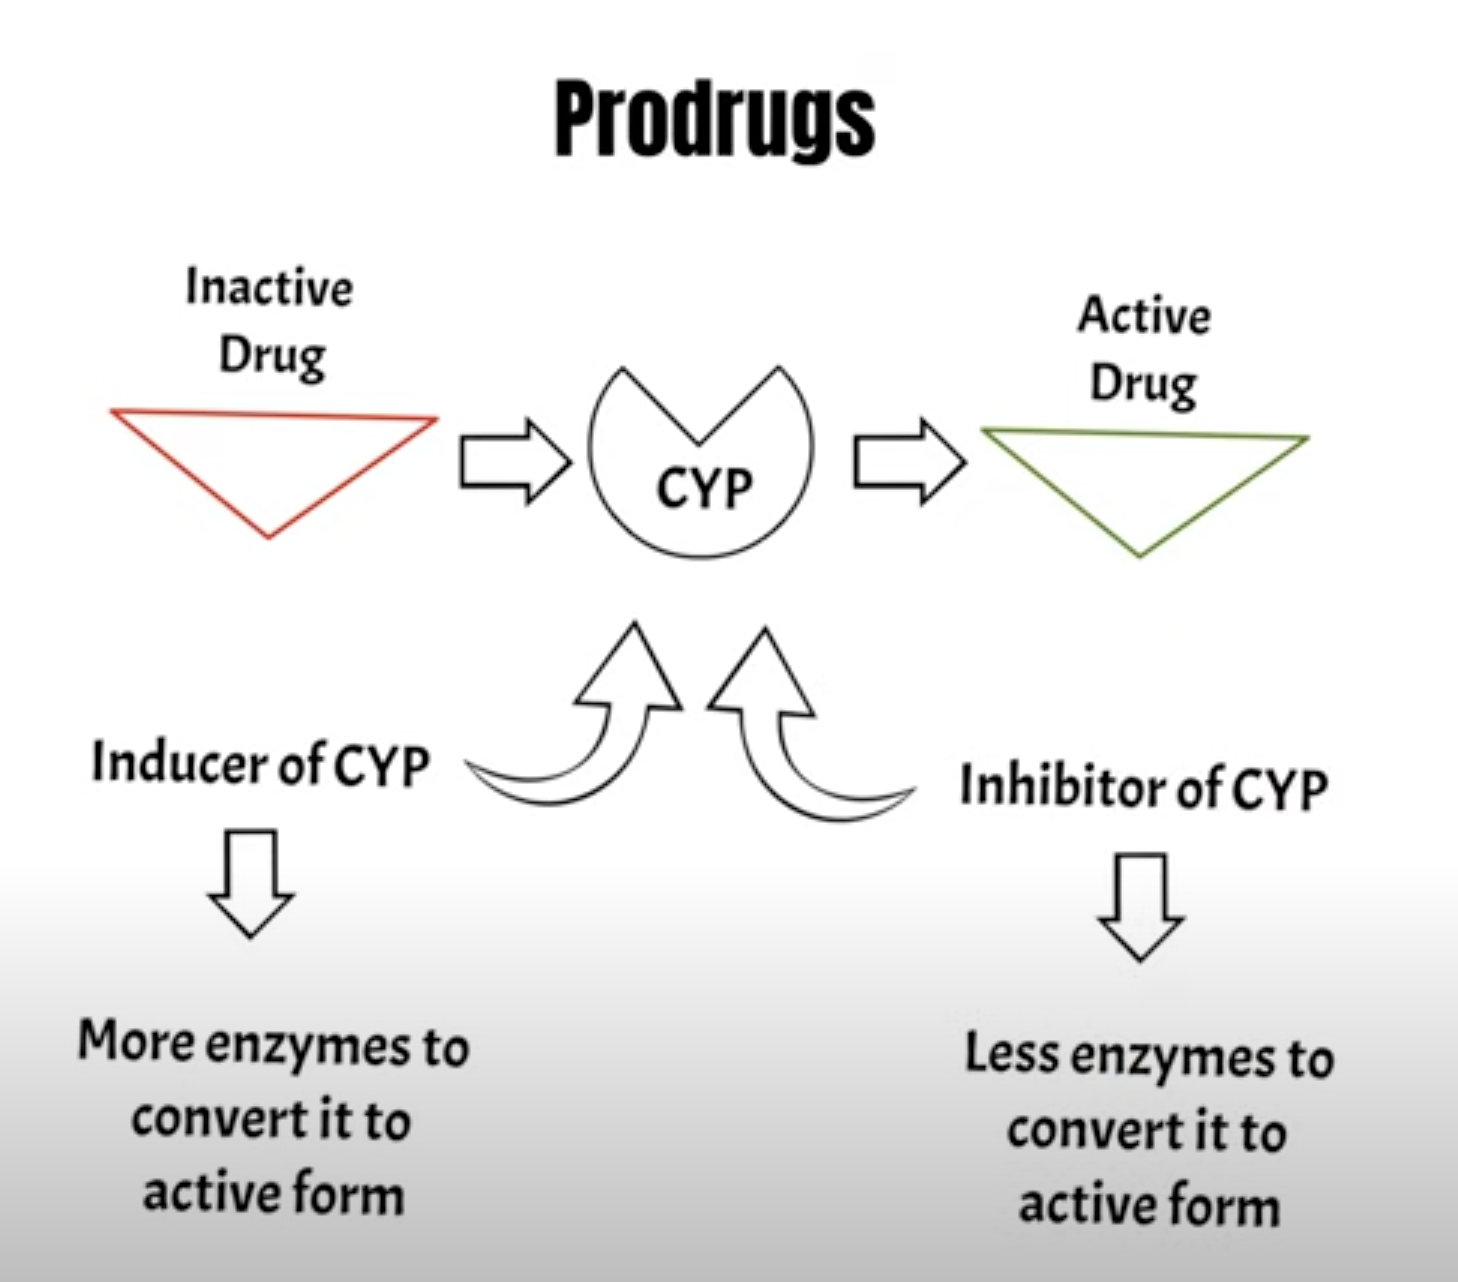 Prodrugs
Inactive
Drug
Active
Drug
CYP
Inducer of CYP
Inhibitor of CYP
More enzymes to
convert it to
active form
Less enzymes to
convert it to
active form